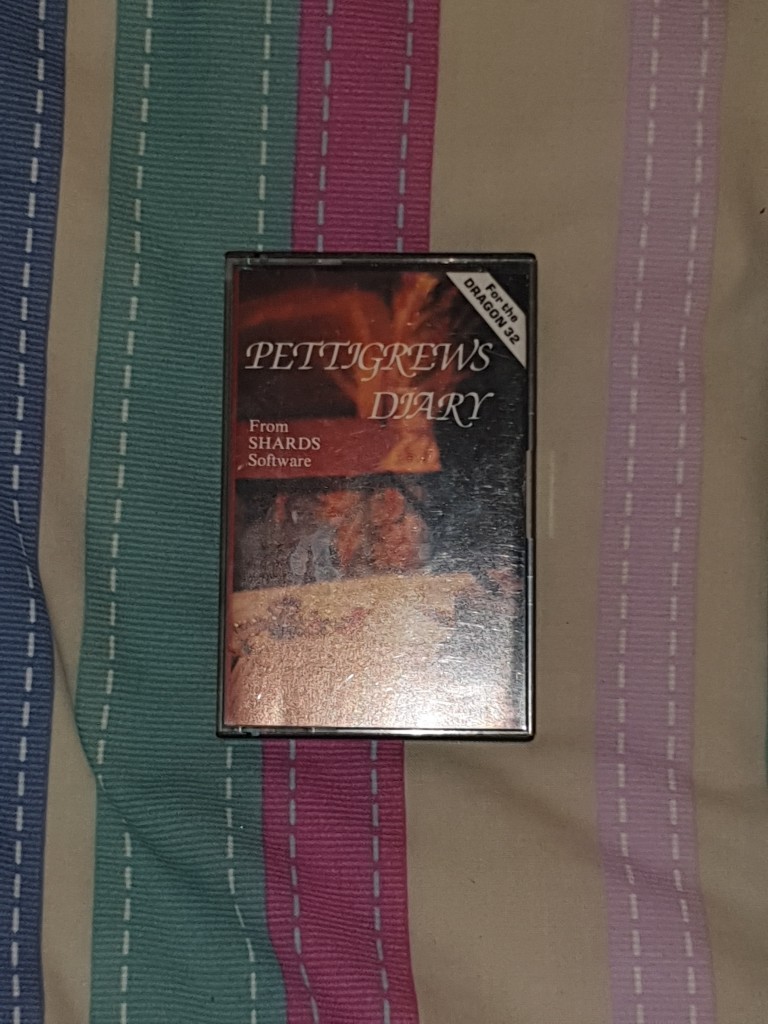 For the
DRAGON 32
PETTIGREWS
DIARY
From
SHARDS
Software